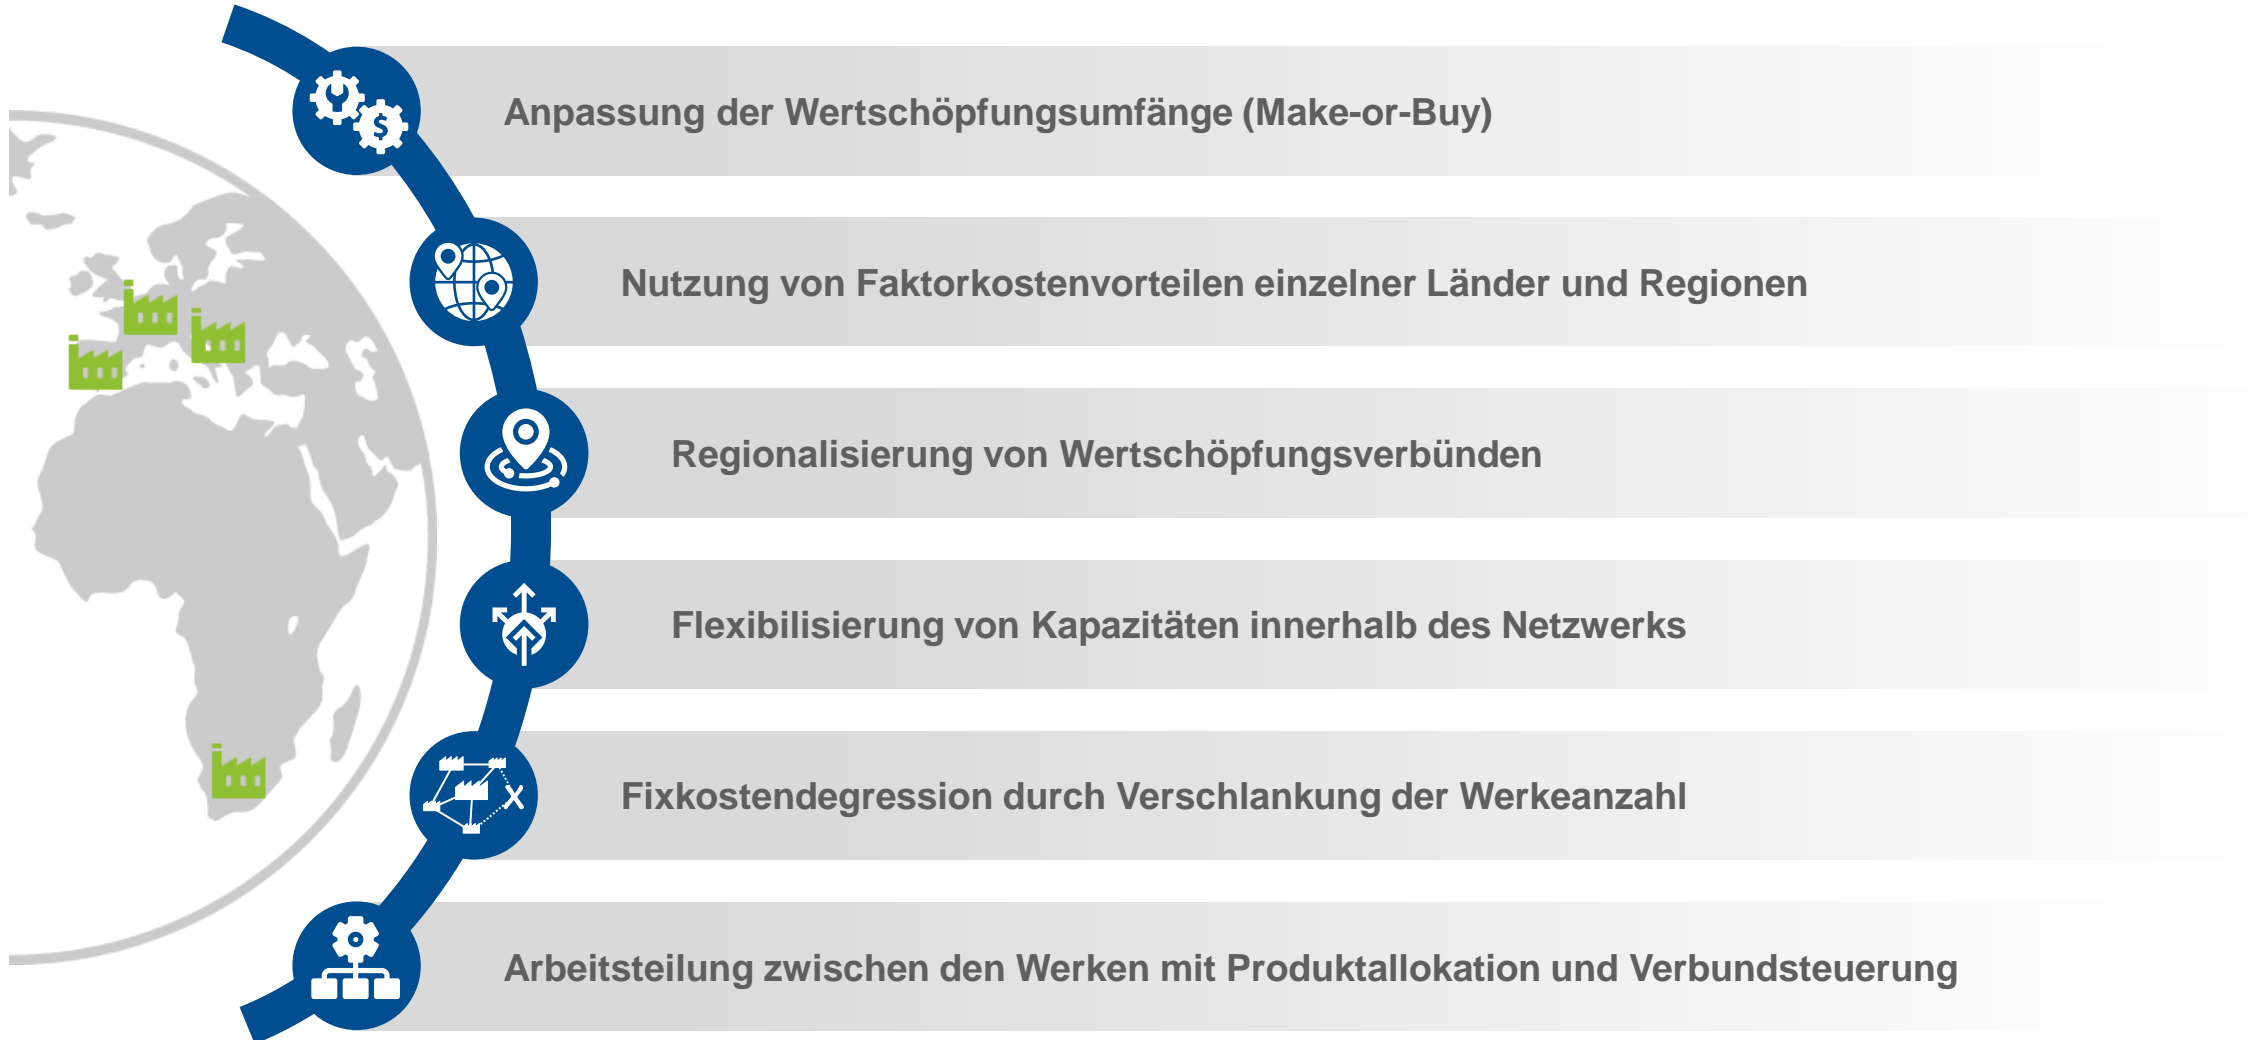 Anpassung der Wertschöpfungsumfänge (Make-or-Buy)
Nutzung von Faktorkostenvorteilen einzelner Länder und Regionen
Regionalisierung von Wertschöpfungsverbünden
Flexibilisierung von Kapazitäten innerhalb des Netzwerks
Fixkostendegression durch Verschlankung der Werkeanzahl
Arbeitsteilung zwischen den Werken mit Produktallokation und Verbundsteuerung